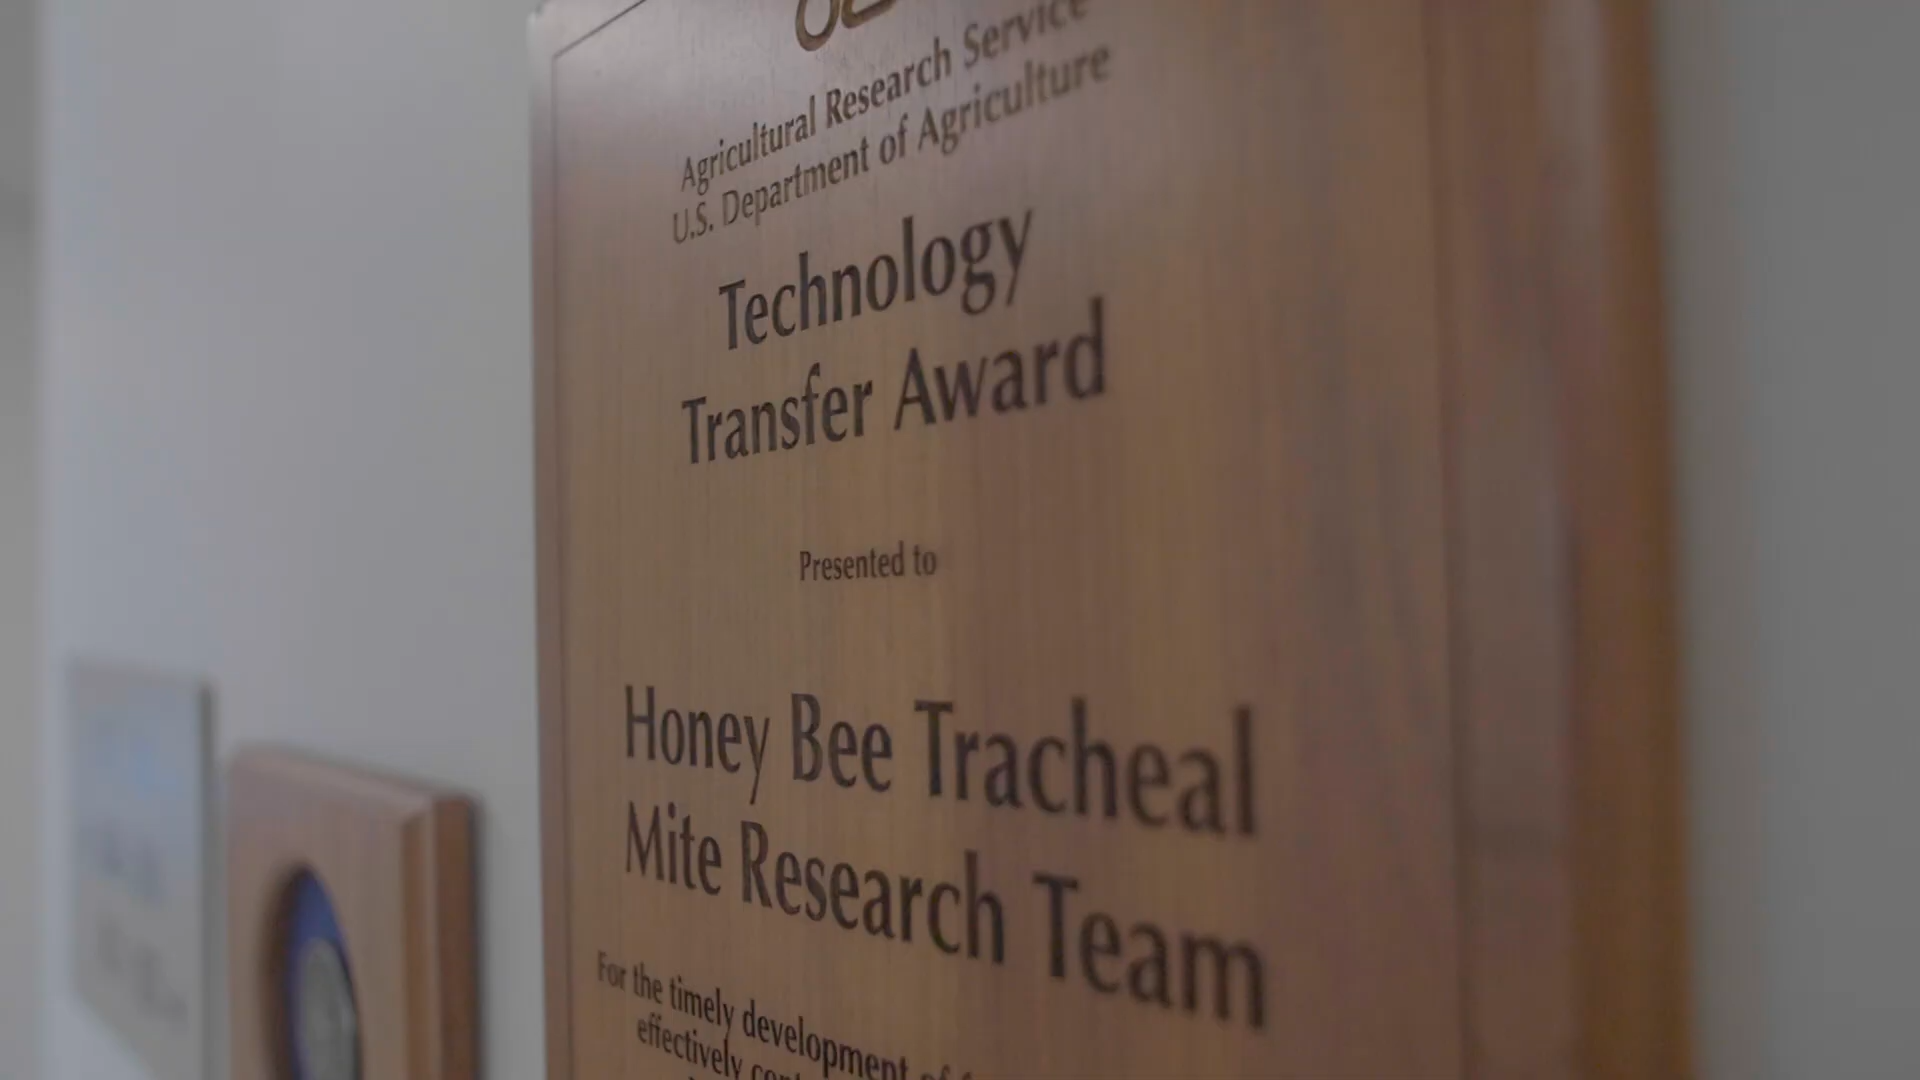 Agricultural Research Service
U.S. Department of Agriculture
Technology
Transfer Award
Presented to
Honey Bee Tracheal
Mite Research Team
For the timely development of
effectively